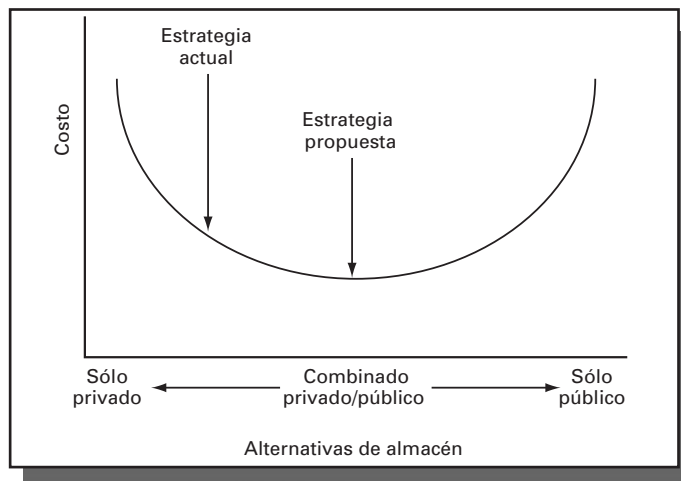 Estrategia
actual
Estrategia
propuesta
Costo
Sólo
privado
Combinado
privado/público
Sólo
público
Alternativas de almacén